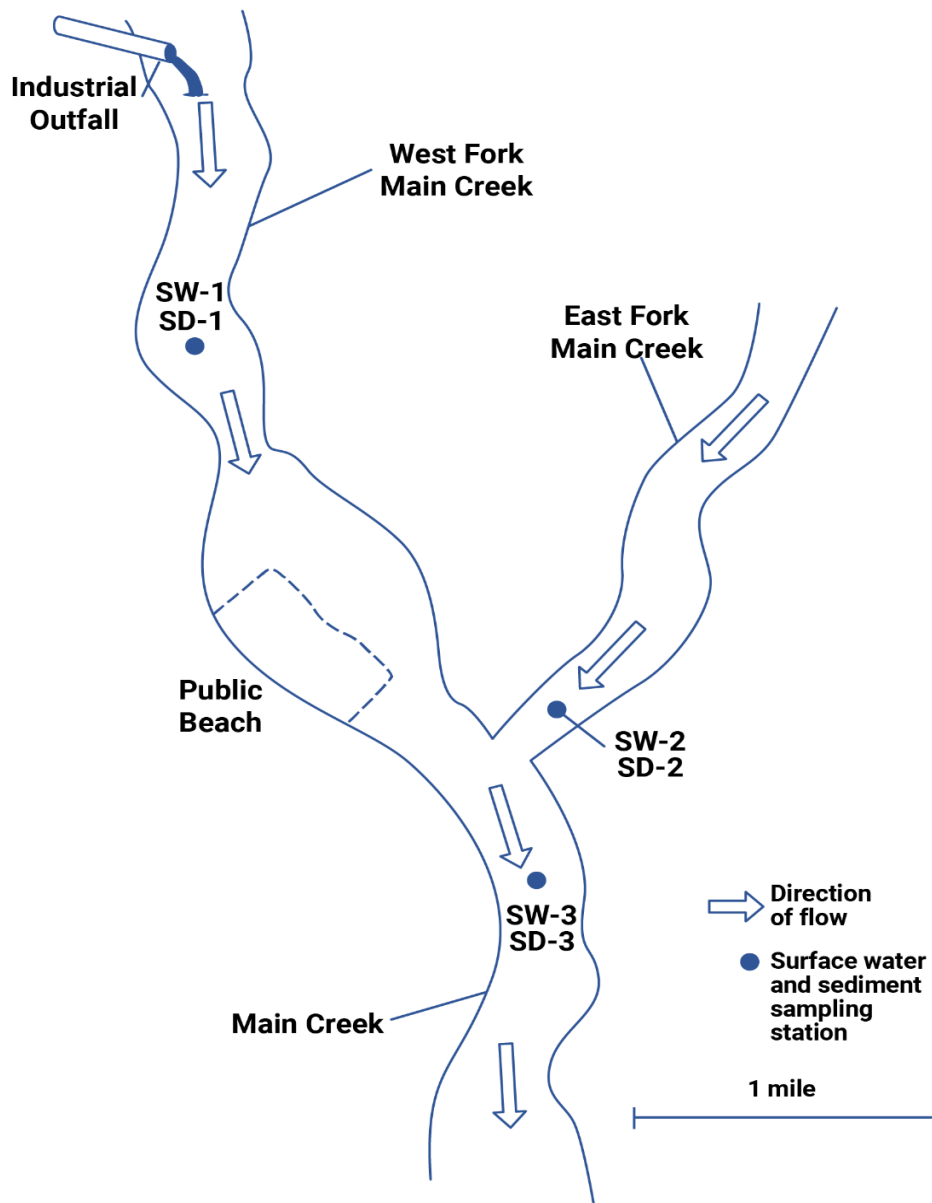 Industrial
Outfall
West Fork
Main Creek
SW-1
SD-1
East Fork
Main Creek
Public
Beach
SW-2
SD-2
SW-3
SD-3
Direction
of flow
Surface water
and sediment
sampling
station
Main Creek
1 mile